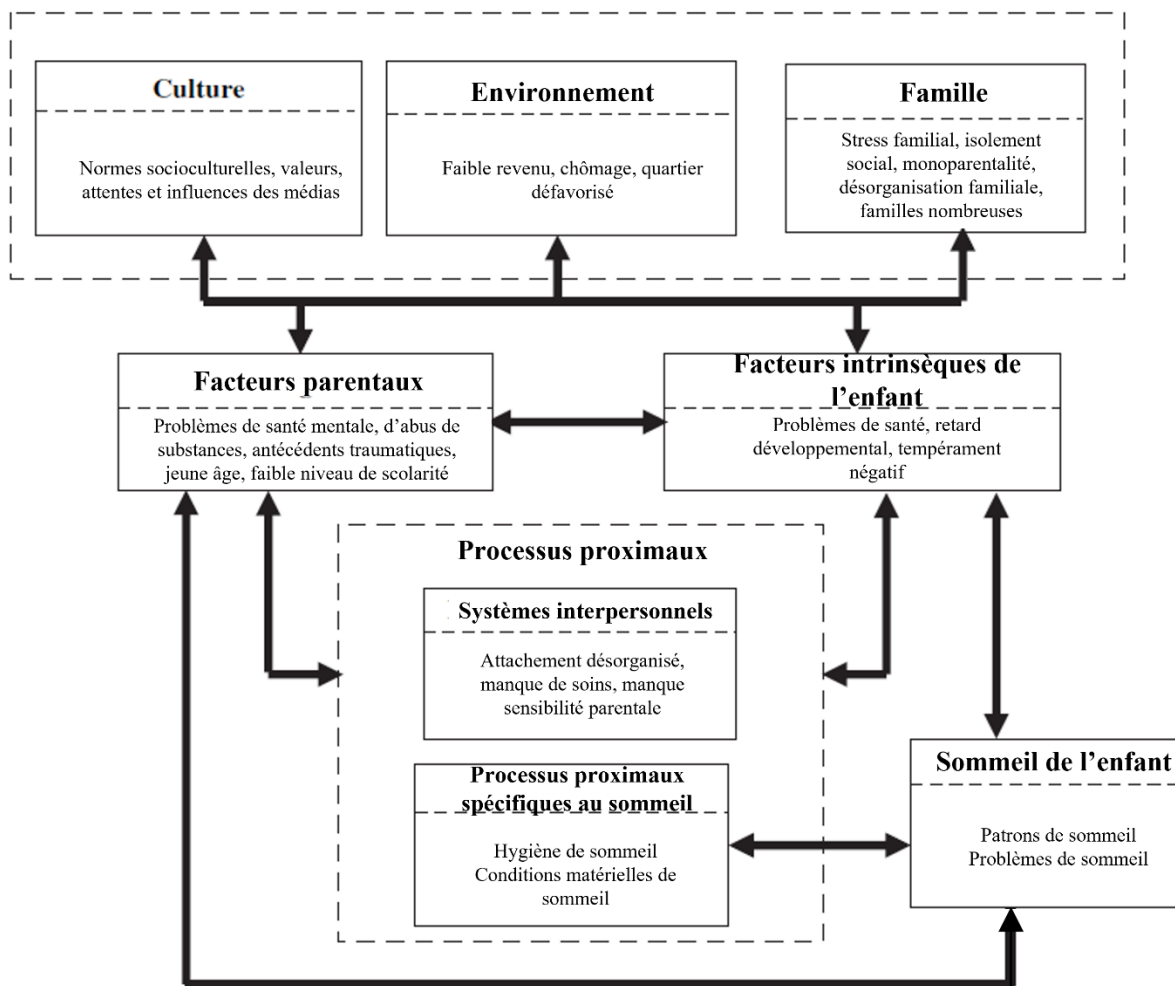 Culture
Normes socioculturelles, valeurs,
attentes et influences des médias
Environnement
Faible revenu, chômage, quartier
défavorisé
Famille
Stress familial, isolement
social, monoparentalité,
désorganisation familiale,
familles nombreuses
Facteurs parentaux
Problèmes de santé mentale, d’abus de
substances, antécédents traumatiques,
jeune âge, faible niveau de scolarité
Facteurs intrinsèques de
l’enfant
Problèmes de santé, retard
développemental, tempérament
négatif
Processus proximaux
Systèmes interpersonnels
Attachement désorganisé,
manque de soins, manque
sensibilité parentale
Processus proximaux
spécifiques au sommeil
Hygiène de sommeil
Conditions matérielles de
sommeil
Sommeil de l’enfant
Patrons de sommeil
Problèmes de sommeil